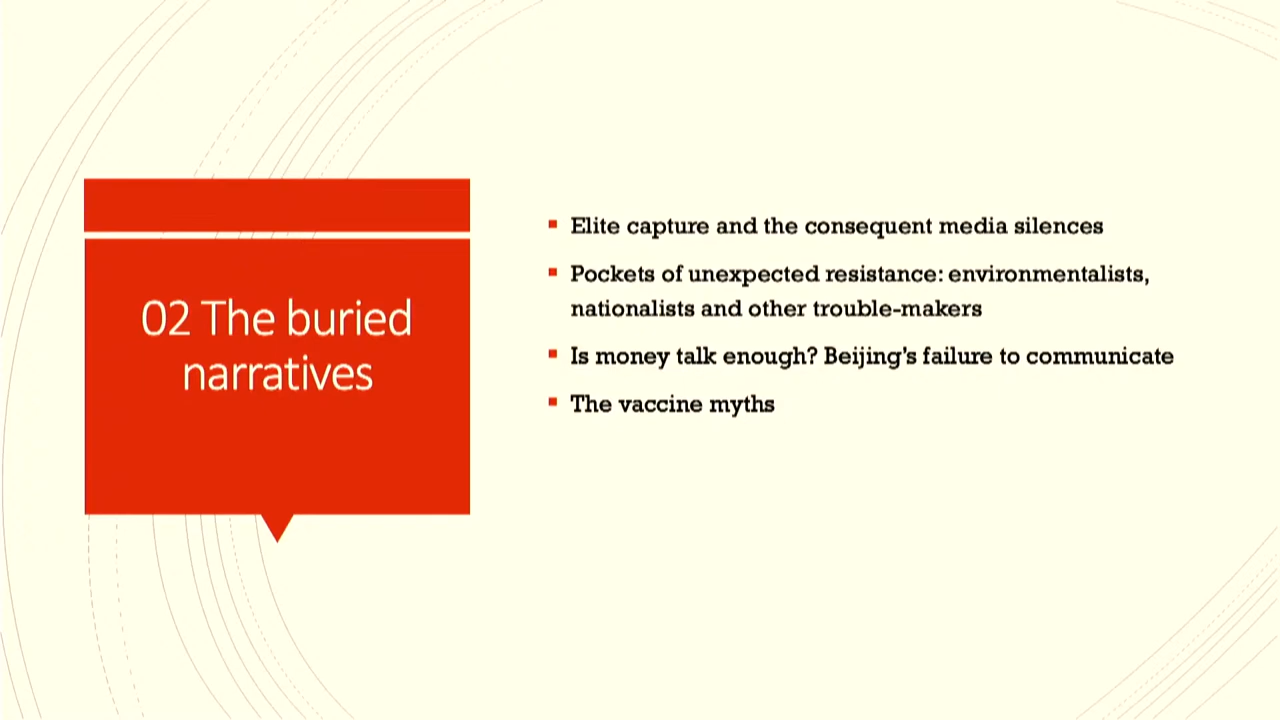 02 The buried
narratives
Elite capture and the consequent media silences
Pockets of unexpected resistance: environmentalists,
nationalists and other trouble-makers
Is money talk enough? Beijing's failure to communicate
The vaccine myths